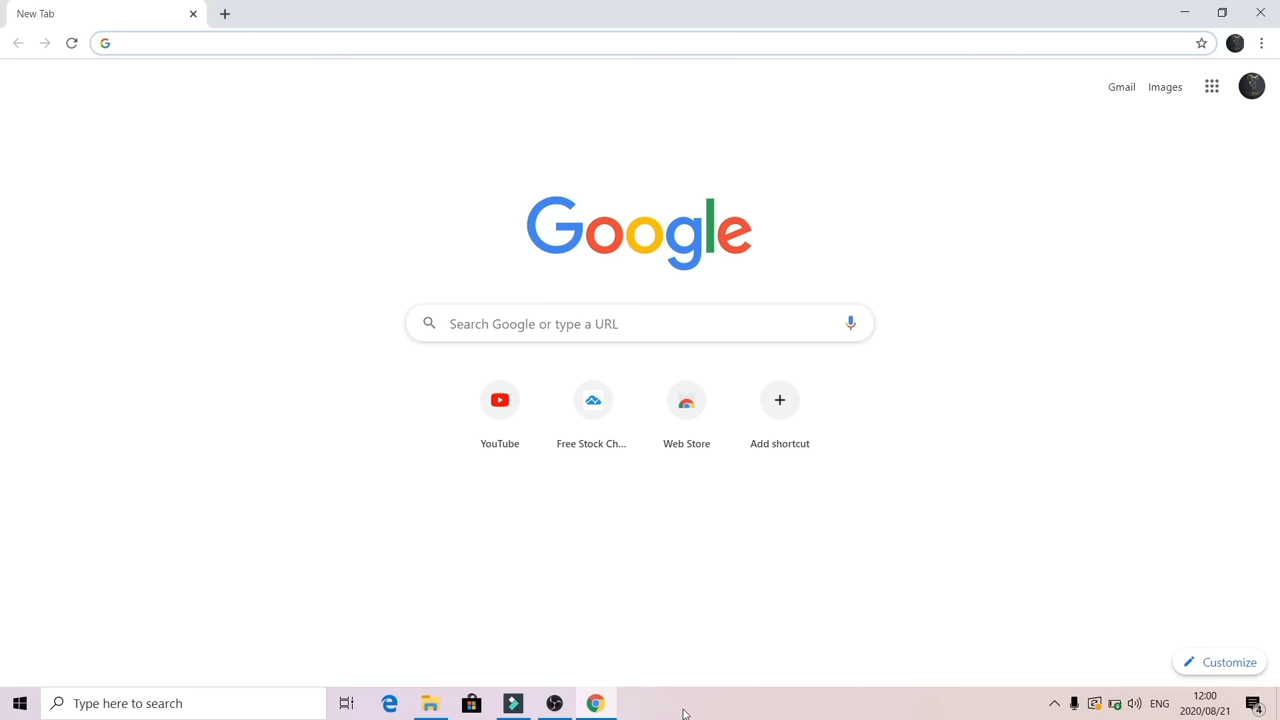 New Tab
Gmail Images
Google
Search Google or type a URL
YouTube Free Stock Ch... Web Store Add shortcut
Customize
Type here to search
ENG
12:00
2020/08/21
4